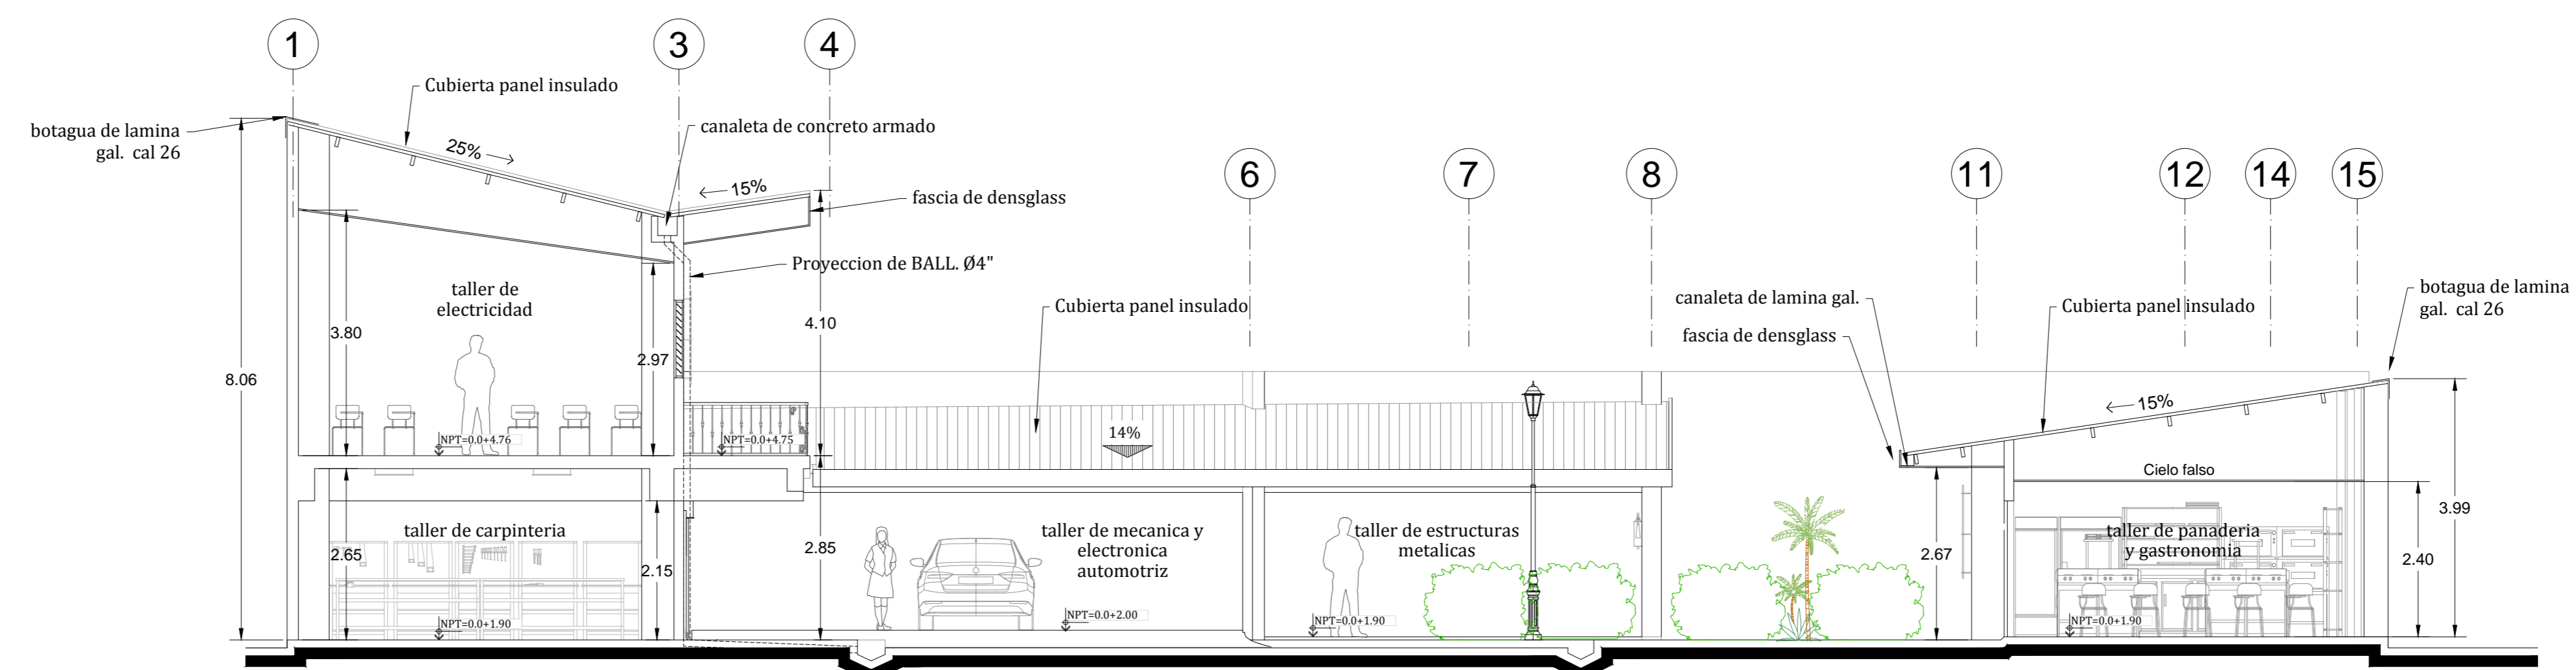 1
3
4
6
7
8
11
12
14
15
Cubierta panel insulado
botagua de lamina
gal. cal 26
25%
canaleta de concreto armado
15%
fascia de densglass
Proyeccion de BALL. Ø4"
taller de
electricidad
3.80
2.97
4.10
8.06
Cubierta panel insulado
canaleta de lamina gal.
fascia de densglass
Cubierta panel insulado
botagua de lamina
gal. cal 26
15%
14%
NPT=0.0+4.76
NPT=0.0+4.75
Cielo falso
taller de carpinteria
2.65
2.15
2.85
taller de mecanica y
electronica
automotriz
taller de estructuras
metalicas
2.67
taller de panaderia
y gastronomia
3.99
2.40
NPT=0.0+1.90
NPT=0.0+2.00
NPT=0.0+1.90
NPT=0.0+1.90